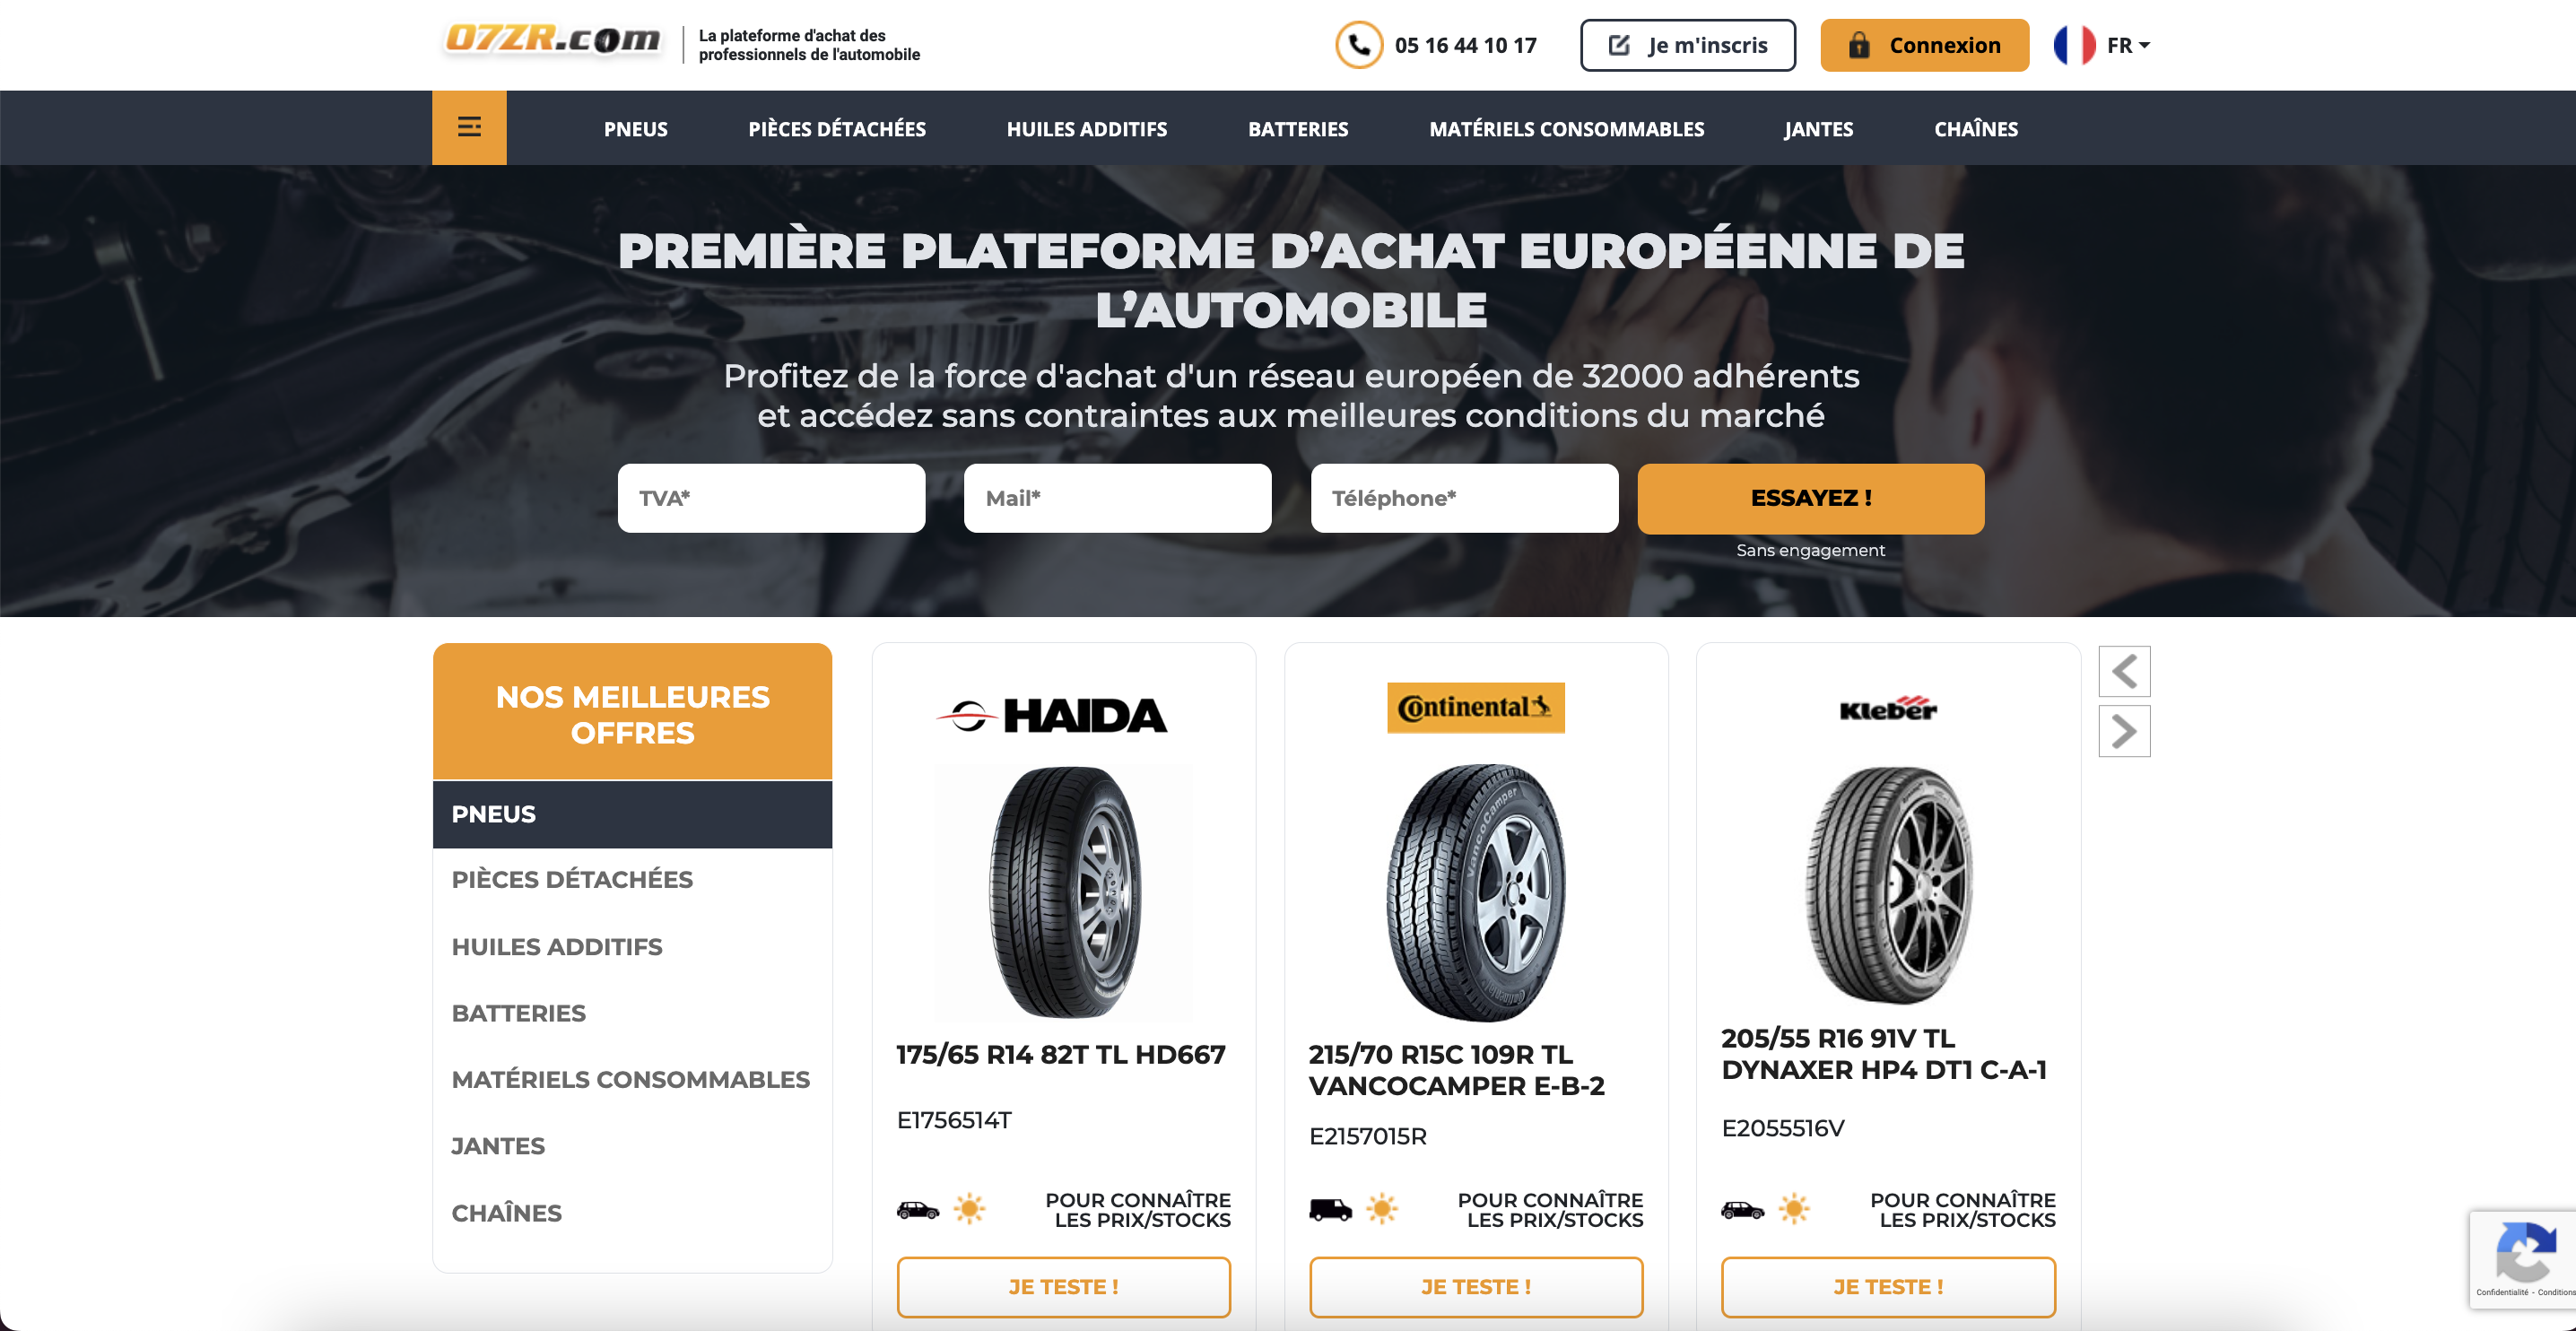 07ZR.com
La plateforme d'achat des
professionnels de l'automobile
05 16 44 10 17
Je m'inscris
Connexion
FR
PNEUS
PIÈCES DÉTACHÉES
HUILES ADDITIFS
BATTERIES
MATÉRIELS CONSOMMABLES
JANTES
CHAÎNES
PREMIÈRE PLATEFORME D'ACHAT EUROPÉENNE DE
L'AUTOMOBILE
Profitez de la force d'achat d'un réseau européen de 32000 adhérents
et accédez sans contraintes aux meilleures conditions du marché
TVA*
Mail*
Téléphone*
ESSAYEZ !
Sans engagement
NOS MEILLEURES
OFFRES
PNEUS
PIÈCES DÉTACHÉES
HUILES ADDITIFS
BATTERIES
MATÉRIELS CONSOMMABLES
JANTES
CHAÎNES
HAIDA
175/65 R14 82T TL HD667
E1756514T
POUR CONNAÎTRE
LES PRIX/STOCKS
JE TESTE !
Continental
VancoCamper
Continental
215/70 R15C 109R TL
VANCOCAMPER E-B-2
E2157015R
POUR CONNAÎTRE
LES PRIX/STOCKS
JE TESTE !
Kleber
205/55 R16 91V TL
DYNAXER HP4 DT1 C-A-1
E2055516V
POUR CONNAÎTRE
LES PRIX/STOCKS
JE TESTE !
Confidentialité - Conditions